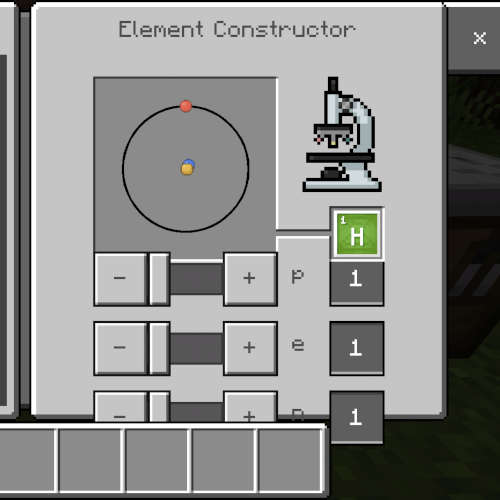 Element Constructor
x
1
H
− + p 1
− + e 1
− + n 1